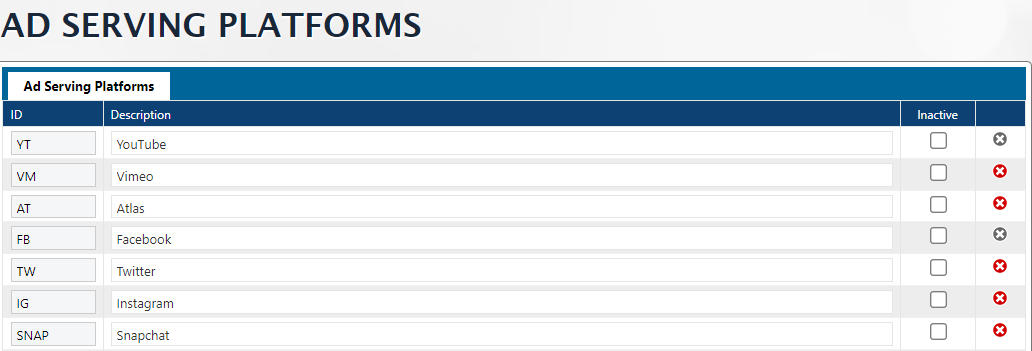 AD SERVING PLATFORMS
Ad Serving Platforms
ID Description Inactive
YT YouTube
VM Vimeo
AT Atlas
FB Facebook
TW Twitter
IG Instagram
SNAP Snapchat